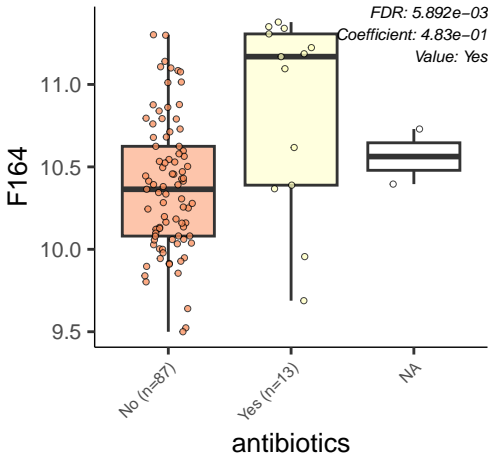 FDR: 5.892e−03
Coefficient: 4.83e−01
Value: Yes
F164
11.0
10.5
10.0
9.5
No (n=87)
Yes (n=13)
NA
antibiotics